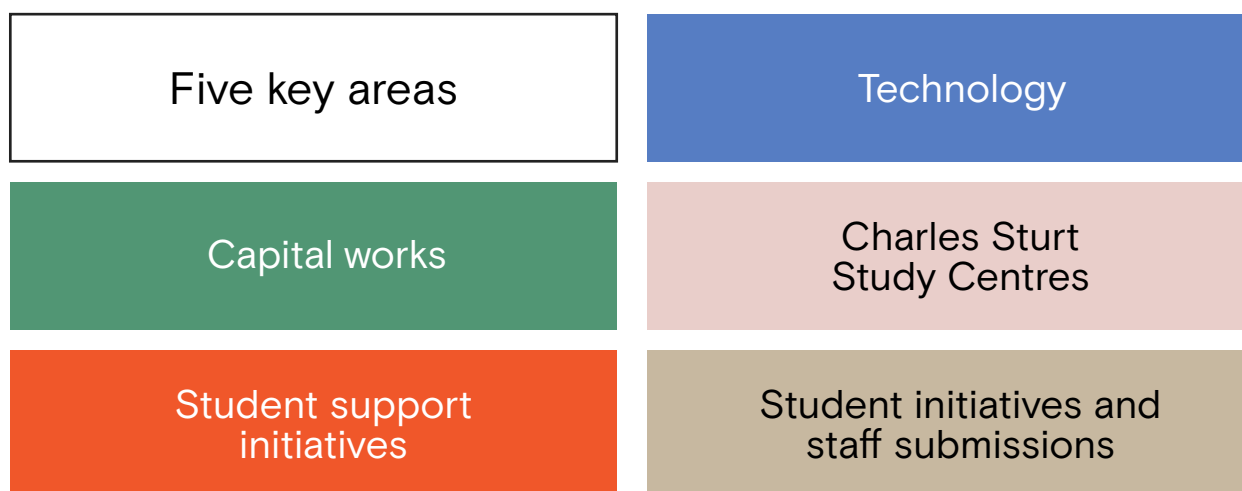 Five key areas
Technology
Capital works
Charles Sturt
Study Centres
Student support
initiatives
Student initiatives and
staff submissions